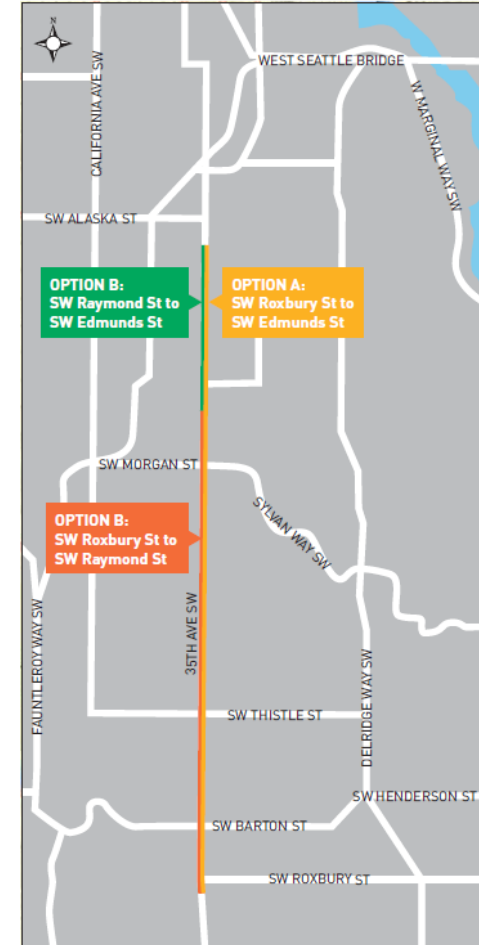 N
WEST SEATTLE BRIDGE
CALIFORNIA AVE SW
W MARGINAL WAY SW
SW ALASKA ST
OPTION B:
SW Raymond St to
SW Edmunds St
OPTION A:
SW Roxbury St to
SW Edmunds St
SW MORGAN ST
SYLVAN WAY SW
OPTION B:
SW Roxbury St to
SW Raymond St
35TH AVE SW
FAUNTLEROY WAY SW
DELRIDGE WAY SW
SW THISTLE ST
SW HENDERSON ST
SW BARTON ST
SW ROXBURY ST